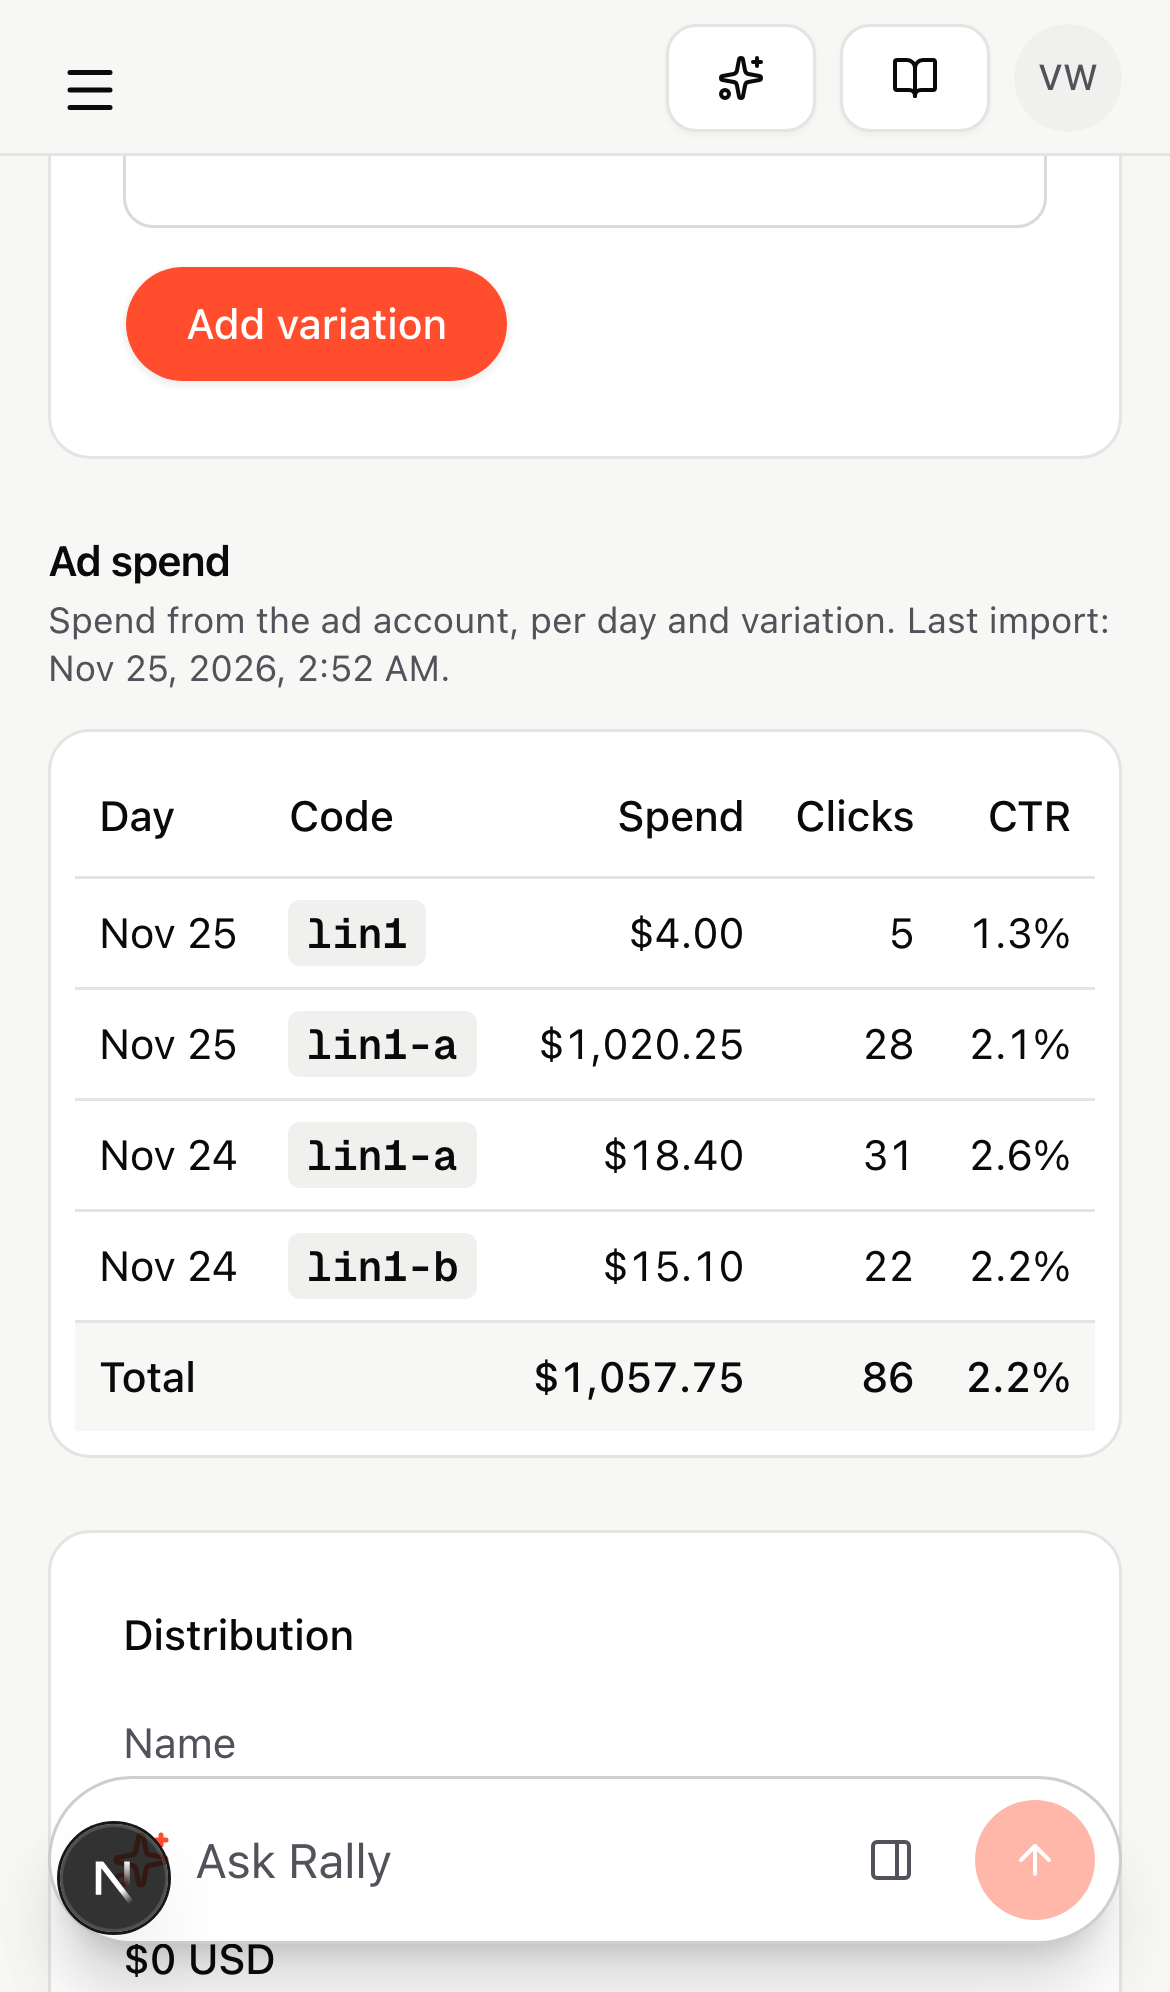 VW
Add variation
Ad spend
Spend from the ad account, per day and variation. Last import:
Nov 25, 2026, 2:52 AM.
Day Code Spend Clicks CTR
Nov 25 lin1 $4.00 5 1.3%
Nov 25 lin1-a $1,020.25 28 2.1%
Nov 24 lin1-a $18.40 31 2.6%
Nov 24 lin1-b $15.10 22 2.2%
Total $1,057.75 86 2.2%
Distribution
Name
N Ask Rally
$0 USD